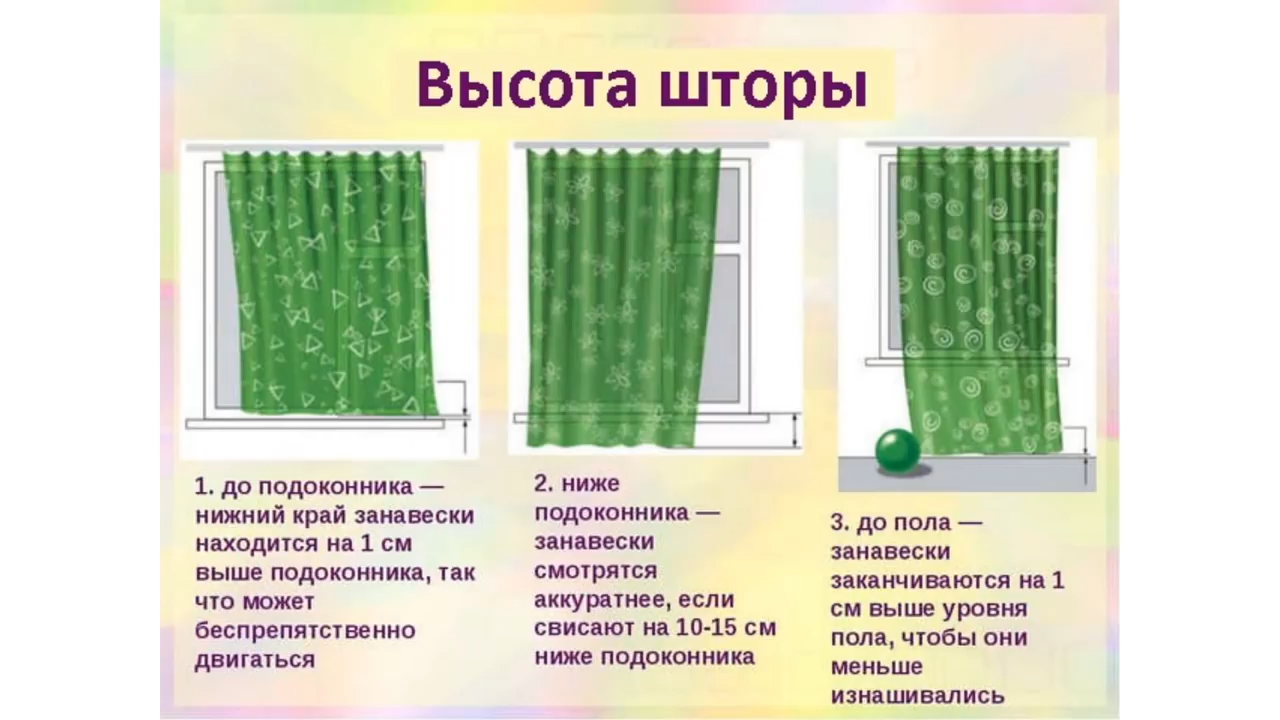 Высота шторы
1. до подоконника —
нижний край занавески
находится на 1 см
выше подоконника, так
что может
беспрепятственно
двигаться
2. ниже
подоконника —
занавески
смотрятся
аккуратнее, если
свисают на 10-15 см
ниже подоконника
3. до пола —
занавески
заканчиваются на 1
см выше уровня
пола, чтобы они
меньше
изнашивались